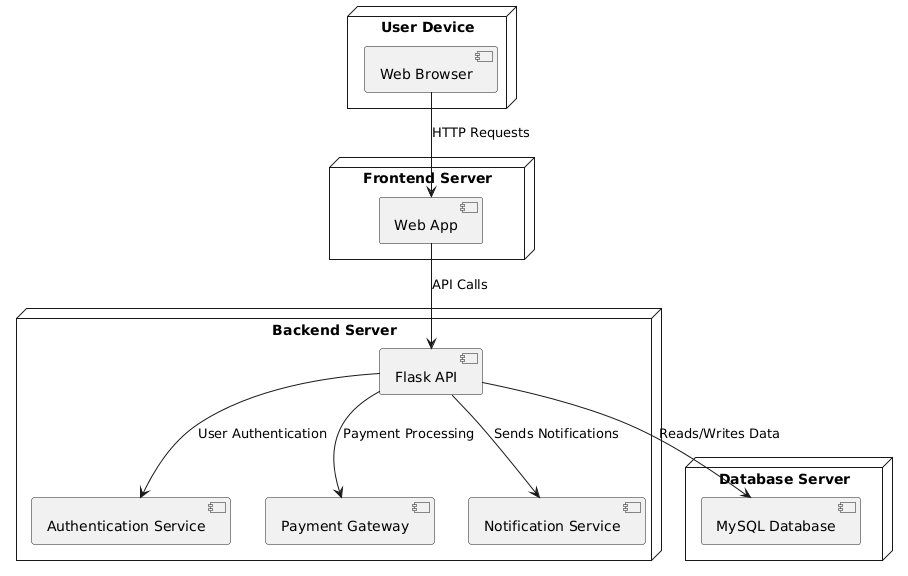 User Device
Web Browser
HTTP Requests
Frontend Server
Web App
API Calls
Backend Server
Flask API
User Authentication
Payment Processing
Sends Notifications
Reads/Writes Data
Database Server
Authentication Service
Payment Gateway
Notification Service
MySQL Database